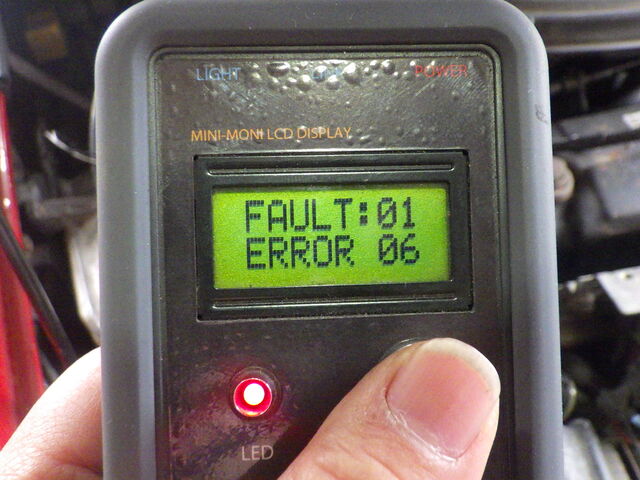 LIGHT POWER
MINI-MONI LCD DISPLAY
FAULT:01
ERROR 06
LED